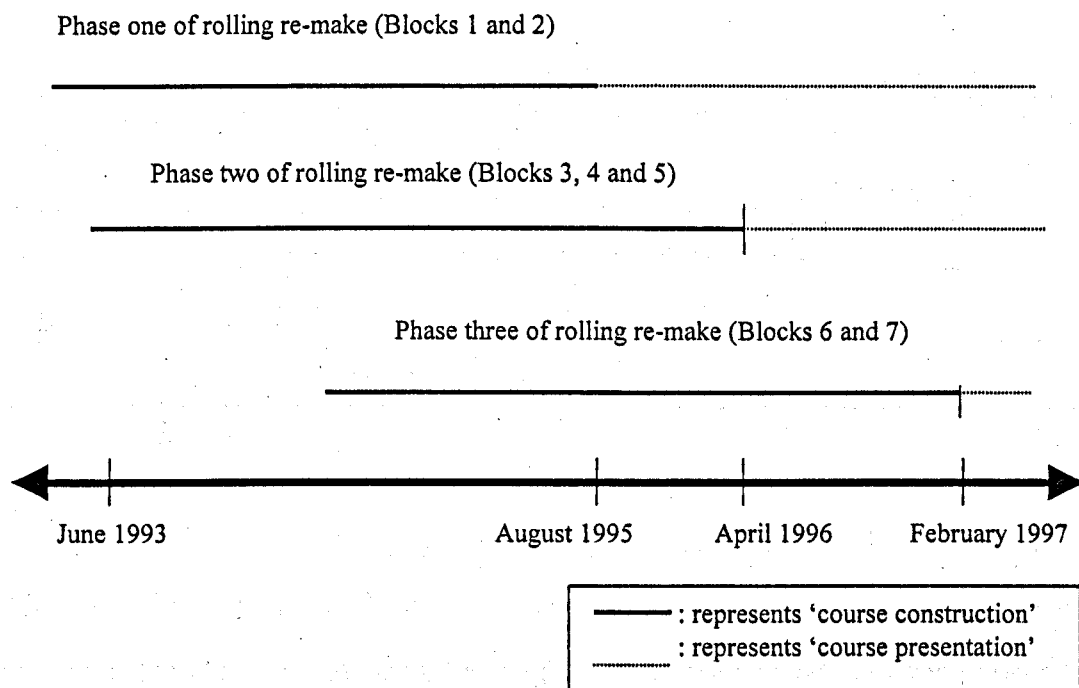 Phase one of rolling re-make (Blocks 1 and 2)
Phase two of rolling re-make (Blocks 3, 4 and 5)
Phase three of rolling re-make (Blocks 6 and 7)
June 1993 August 1995 April 1996 February 1997
: represents ‘course construction’
: represents ‘course presentation’